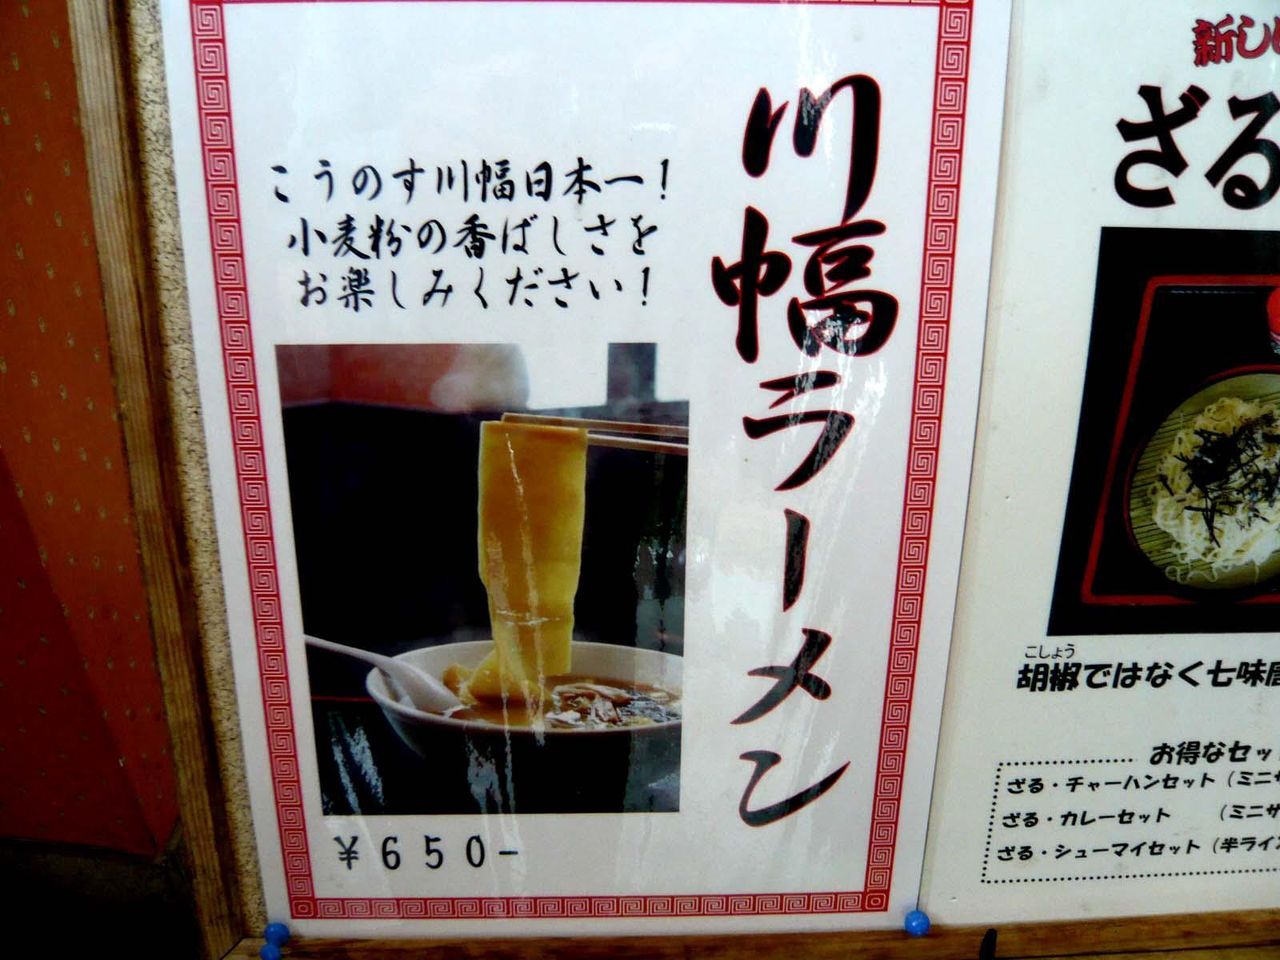 川幅ラーメン
こうのす川幅日本一！
小麦粉の香ばしさを
お楽しみください！
￥650-
新し
ざる
こしょう
胡椒ではなく七味唐
お得なセッ
ざる・チャーハンセット（ミニ
ざる・カレーセット　（ミニサ
ざる・シューマイセット（半ライ